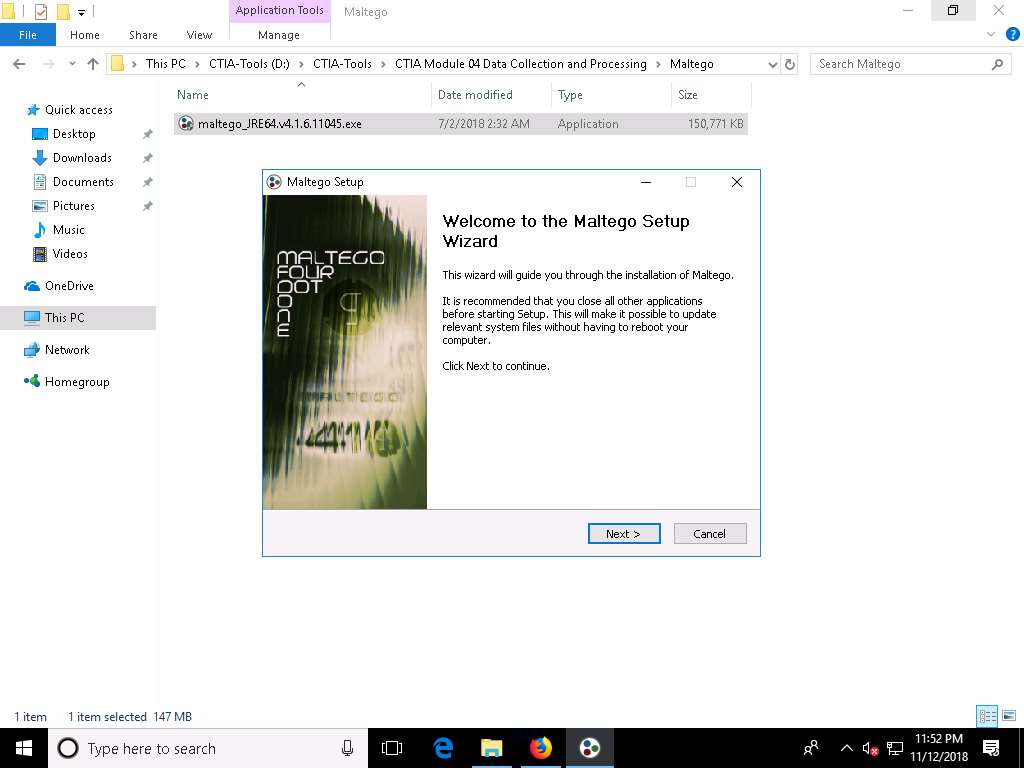 Application Tools
Maltego
File
Home
Share
View
Manage
This PC
CTIA-Tools (D:)
CTIA-Tools
CTIA Module 04 Data Collection and Processing
Maltego
Search Maltego
Name
Date modified
Type
Size
maltego_JRE64.v4.1.6.11045.exe
7/2/2018 2:32 AM
Application
150,771 KB
Quick access
Desktop
Downloads
Documents
Pictures
Music
Videos
OneDrive
This PC
Network
Homegroup
Maltego Setup
MALTEGO
FOUR
DOT
ONE
MALTEGO
Welcome to the Maltego Setup
Wizard
This wizard will guide you through the installation of Maltego.
It is recommended that you close all other applications
before starting Setup. This will make it possible to update
relevant system files without having to reboot your
computer.
Click Next to continue.
Next >
Cancel
1 item
1 item selected 147 MB
Type here to search
11:52 PM
11/12/2018